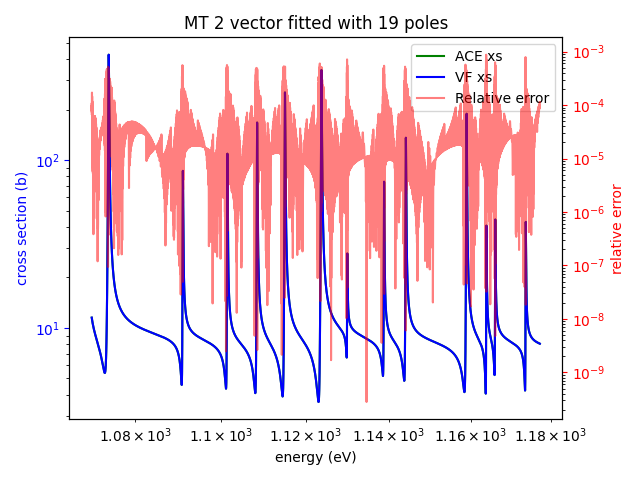 MT 2 vector fitted with 19 poles
ACE xs
VF xs
Relative error
10²
10¹
cross section (b)
10⁻³
10⁻⁴
10⁻⁵
10⁻⁶
10⁻⁷
10⁻⁸
10⁻⁹
relative error
1.08 × 10³
1.1 × 10³
1.12 × 10³
1.14 × 10³
1.16 × 10³
1.18 × 10³
energy (eV)